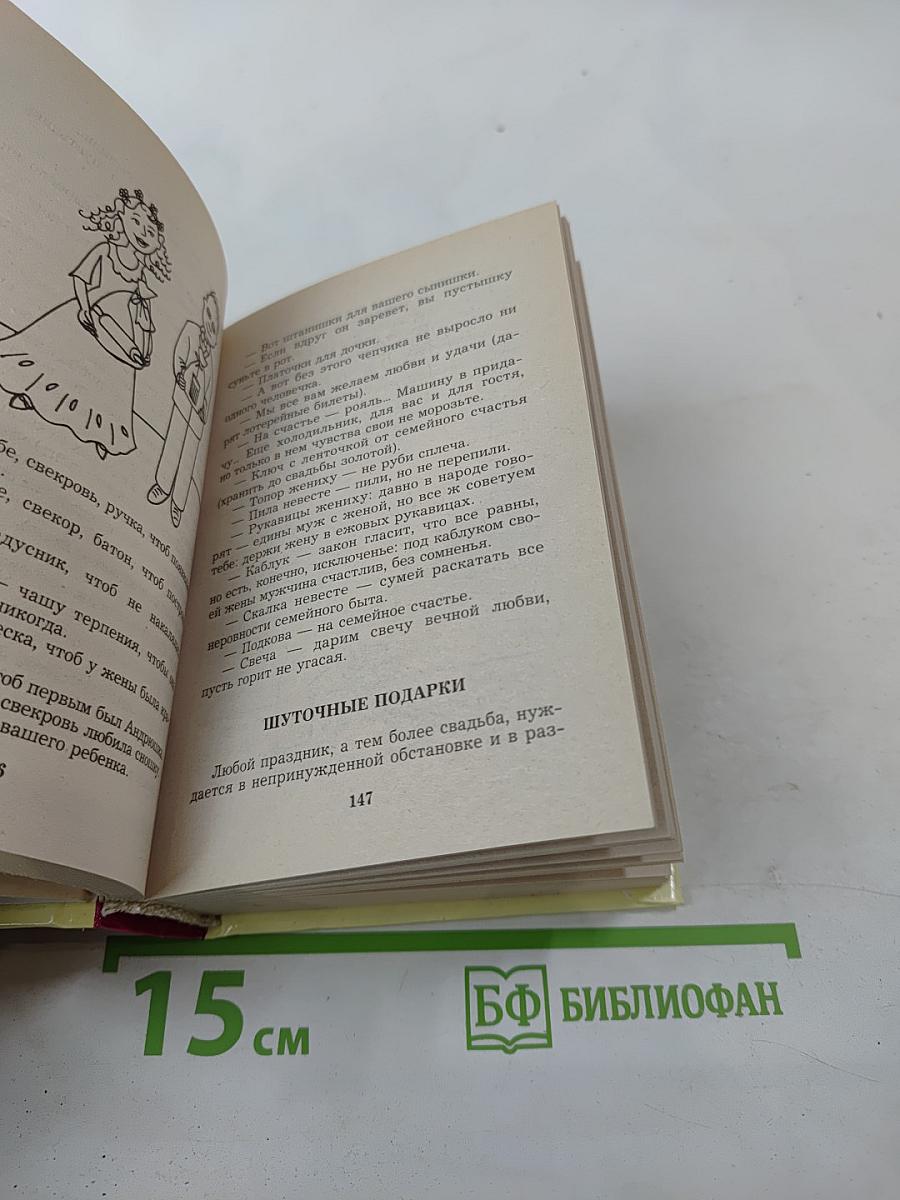 бе, свекровь, ручка, чтоб
е, свекор, батон, чтоб
дусник, чтоб не
— чашу терпения, чтобы
никогда.
еска, чтоб у жены была
тоб первым был Андрюшка,
свекровь любила сношку
вашего ребенка.
6
— Вот штанишки для вашего сынишки.
— Если вдруг он заревет, вы пустышку
суньте в рот.
— Платочки для дочки.
— А вот без этого чепчика не выросло ни
одного человечка.
— Мы все вам желаем любви и удачи (да-
рят лотерейные билеты).
— На счастье — рояль... Машину в прида-
чу.. Еще холодильник, для вас и для гостя,
но только в нем чувства свои не морозьте.
— Ключ с ленточкой от семейного счастья
(хранить до свадьбы золотой).
— Топор жениху — не руби сплеча.
— Пила невесте — пили, но не перепили.
— Рукавицы жениху: давно в народе гово-
рят — едины муж с женой, но все ж советуем
тебе: держи жену в ежовых рукавицах.
— Каблук — закон гласит, что все равны,
но есть, конечно, исключенье: под каблуком сво-
ей жены мужчина счастлив, без сомненья.
— Скалка невесте — сумей раскатать все
неровности семейного быта.
— Подкова — на семейное счастье.
— Свеча — дарим свечу вечной любви,
пусть горит не угасая.
ШУТОЧНЫЕ ПОДАРКИ
Любой праздник, а тем более свадьба, нуж-
дается в непринужденной обстановке и в раз-
147
15 см
БФ БИБЛИОФАН